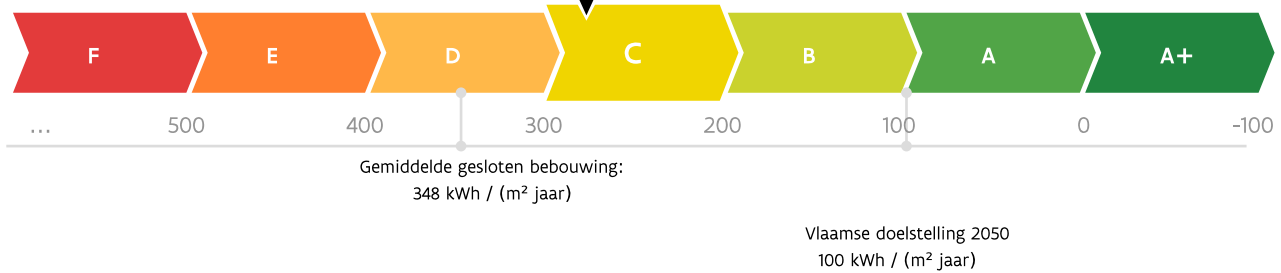 F E D C B A A+
... 500 400 300 200 100 0 -100
Gemiddelde gesloten bebouwing:
348 kWh / (m² jaar)
Vlaamse doelstelling 2050
100 kWh / (m² jaar)